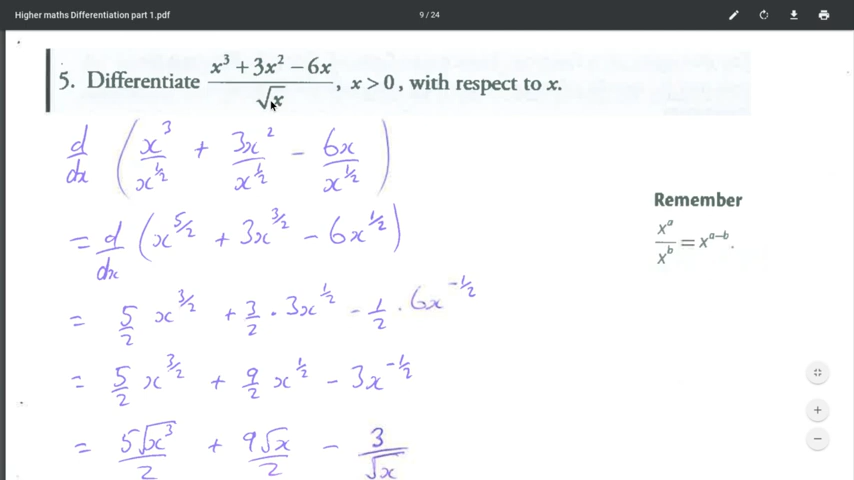 Higher maths Differentiation part 1.pdf
9 / 24
5. Differentiate (x³ + 3x² − 6x)/√x, x > 0, with respect to x.
d/dx (x³/x^½ + 3x²/x^½ − 6x/x^½)
= d/dx (x^5/2 + 3x^3/2 − 6x^1/2)
Remember
x^a/x^b = x^(a−b).
= 5/2 x^3/2 + 3/2 · 3x^1/2 − 1/2 · 6x^−1/2
= 5/2 x^3/2 + 9/2 x^1/2 − 3x^−1/2
= 5√x³/2 + 9√x/2 − 3/√x